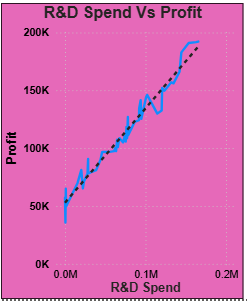 R&D Spend Vs Profit
200K
150K
100K
50K
0K
Profit
0.0M 0.1M 0.2M
R&D Spend